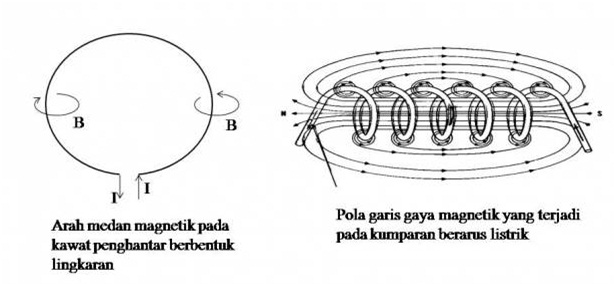 B
B
I
I
Arah medan magnetik pada
kawat penghantar berbentuk
lingkaran
N
S
Pola garis gaya magnetik yang terjadi
pada kumparan berarus listrik